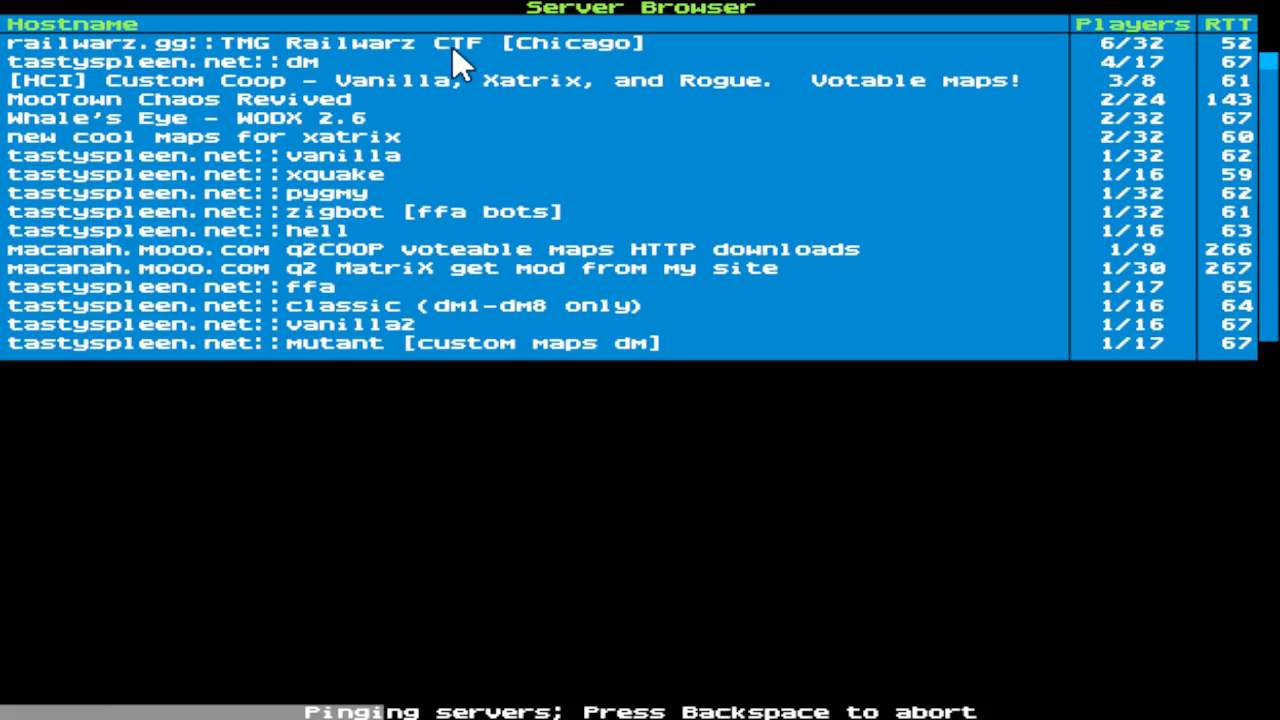 Server Browser
Hostname Players RTT
railwarz.gg::TMG Railwarz CTF [Chicago] 6/32 52
tastyspleen.net::dm 4/17 67
[HCI] Custom Coop - Vanilla, Xatrix, and Rogue.  Votable maps! 3/8 61
MooTown Chaos Revived 2/24 143
Whale's Eye - WODX 2.6 2/32 67
new cool maps for xatrix 2/32 60
tastyspleen.net::vanilla 1/32 62
tastyspleen.net::xquake 1/16 59
tastyspleen.net::pygmy 1/32 62
tastyspleen.net::zigbot [ffa bots] 1/32 61
tastyspleen.net::hell 1/16 63
macanah.mooo.com q2COOP voteable maps HTTP downloads 1/9 266
macanah.mooo.com q2 MatriX get mod from my site 1/30 267
tastyspleen.net::ffa 1/17 65
tastyspleen.net::classic (dm1-dm8 only) 1/16 64
tastyspleen.net::vanilla2 1/16 67
tastyspleen.net::mutant [custom maps dm] 1/17 67
Pinging servers; Press Backspace to abort